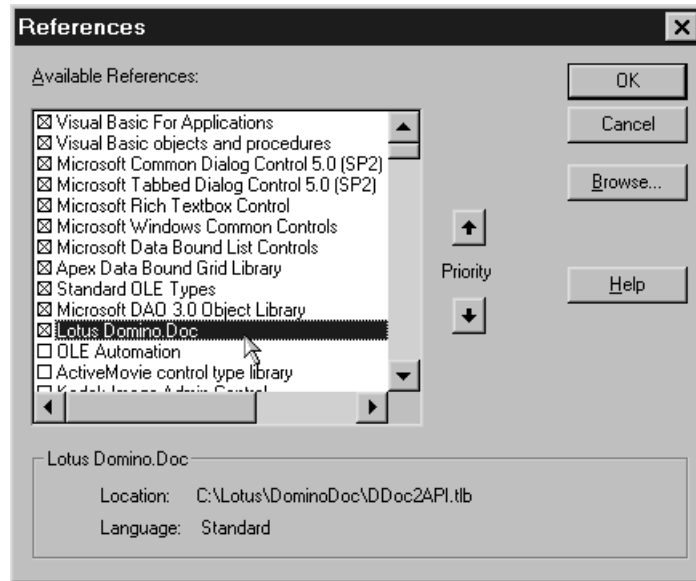 References
Available References:
Visual Basic For Applications
Visual Basic objects and procedures
Microsoft Common Dialog Control 5.0 (SP2)
Microsoft Tabbed Dialog Control 5.0 (SP2)
Microsoft Rich Textbox Control
Microsoft Windows Common Controls
Microsoft Data Bound List Controls
Apex Data Bound Grid Library
Standard OLE Types
Microsoft DAO 3.0 Object Library
Lotus Domino.Doc
OLE Automation
ActiveMovie control type library
Kodak Image Admin Control
Priority
OK
Cancel
Browse...
Help
Lotus Domino.Doc
Location: C:\Lotus\DominoDoc\DDoc2API.tlb
Language: Standard